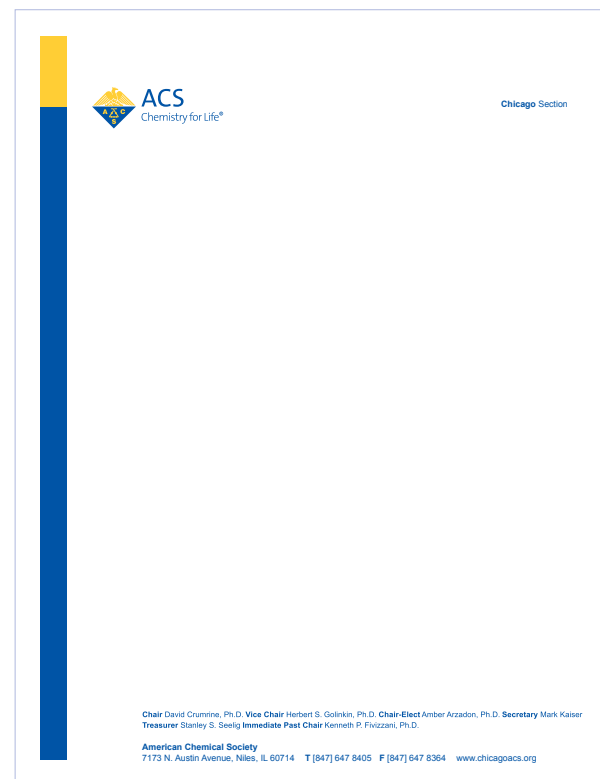 ACS
Chemistry for Life®
A C
S
Chicago Section
Chair David Crumrine, Ph.D. Vice Chair Herbert S. Golinkin, Ph.D. Chair-Elect Amber Arzadon, Ph.D. Secretary Mark Kaiser
Treasurer Stanley S. Seelig Immediate Past Chair Kenneth P. Fivizzani, Ph.D.
American Chemical Society
7173 N. Austin Avenue, Niles, IL 60714 T [847] 647 8405 F [847] 647 8364 www.chicagoacs.org